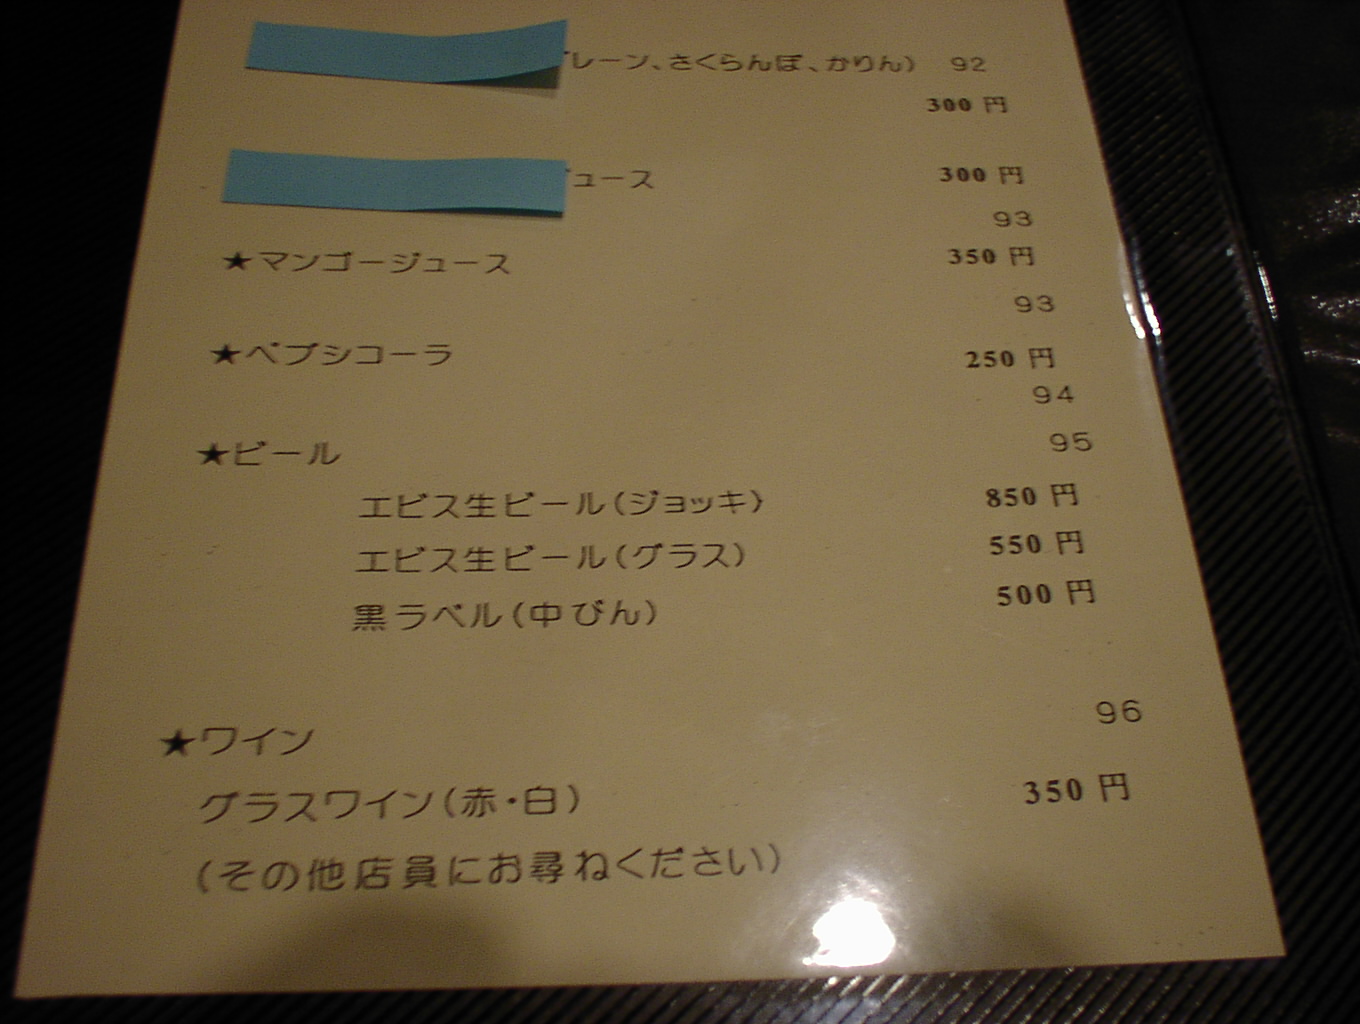 レーン、さくらんぼ、かりん） 92
300 円
ュース 300 円
93
★マンゴージュース 350 円
93
★ペプシコーラ 250 円
94
★ビール 95
エビス生ビール（ジョッキ） 850 円
エビス生ビール（グラス） 550 円
黒ラベル（中びん） 500 円
96
★ワイン
グラスワイン（赤・白） 350 円
（その他店員にお尋ねください）